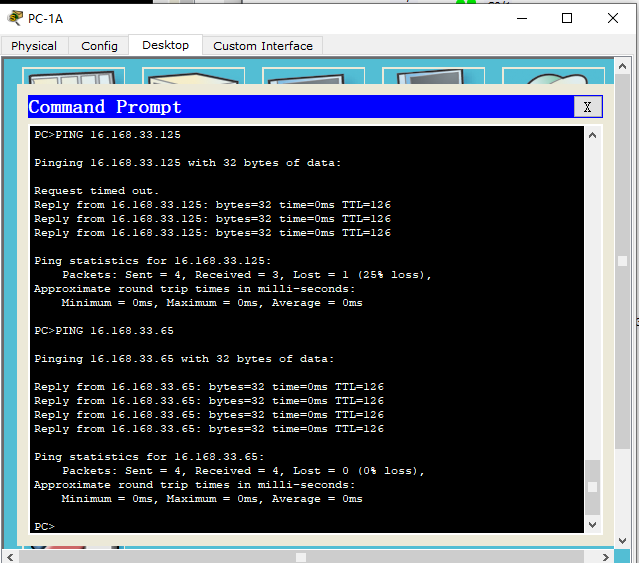 PC-1A
Physical Config Desktop Custom Interface
Command Prompt X
PC>PING 16.168.33.125
Pinging 16.168.33.125 with 32 bytes of data:
Request timed out.
Reply from 16.168.33.125: bytes=32 time=0ms TTL=126
Reply from 16.168.33.125: bytes=32 time=0ms TTL=126
Reply from 16.168.33.125: bytes=32 time=0ms TTL=126
Ping statistics for 16.168.33.125:
Packets: Sent = 4, Received = 3, Lost = 1 (25% loss),
Approximate round trip times in milli-seconds:
Minimum = 0ms, Maximum = 0ms, Average = 0ms
PC>PING 16.168.33.65
Pinging 16.168.33.65 with 32 bytes of data:
Reply from 16.168.33.65: bytes=32 time=0ms TTL=126
Reply from 16.168.33.65: bytes=32 time=0ms TTL=126
Reply from 16.168.33.65: bytes=32 time=0ms TTL=126
Reply from 16.168.33.65: bytes=32 time=0ms TTL=126
Ping statistics for 16.168.33.65:
Packets: Sent = 4, Received = 4, Lost = 0 (0% loss),
Approximate round trip times in milli-seconds:
Minimum = 0ms, Maximum = 0ms, Average = 0ms
PC>